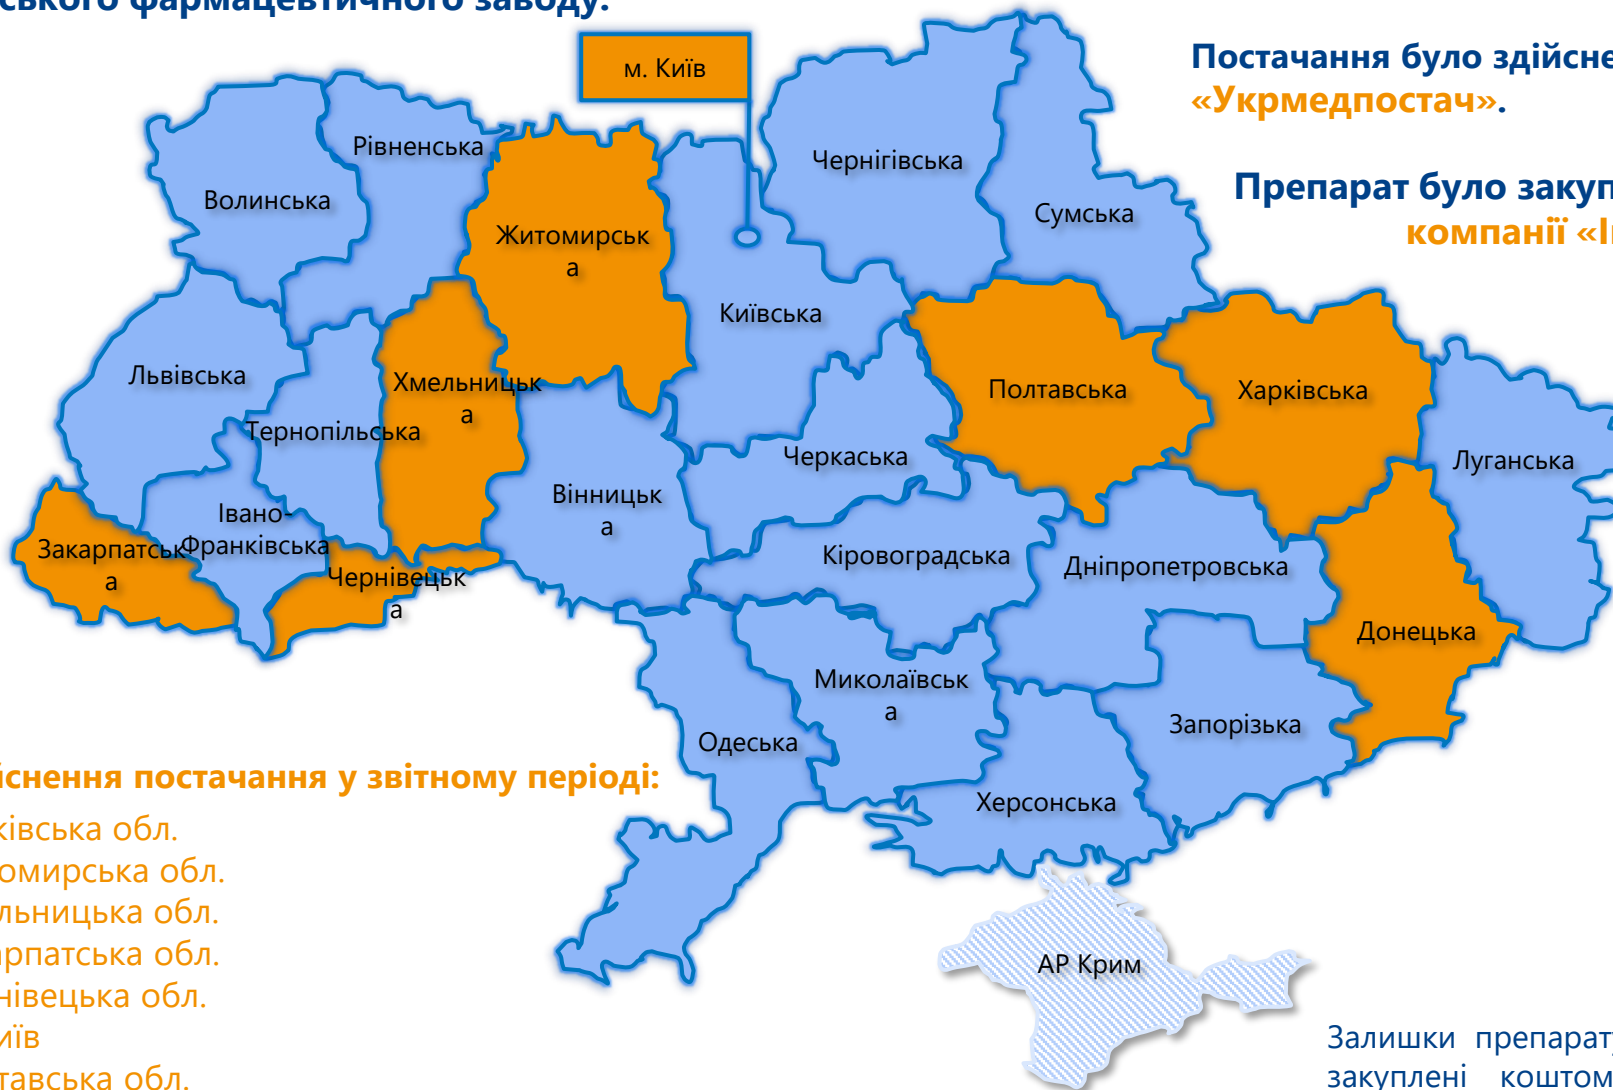 ського фармацевтичного заводу.
м. Київ
Постачання було здійсне
«Укрмедпостач».
Препарат було закуп
компанії «І
Рівненська
Волинська
Чернігівська
Сумська
Житомирськ
а
Київська
Львівська
Хмельницьк
а
Тернопільська
Полтавська
Харківська
Луганська
Черкаська
Вінницьк
а
Івано-
Франківська
Закарпатськ
а
Чернівецьк
а
Кіровоградська
Дніпропетровська
Донецька
Миколаївськ
а
Запорізька
Одеська
Херсонська
АР Крим
йснення постачання у звітному періоді:
ківська обл.
омирська обл.
льницька обл.
арпатська обл.
нівецька обл.
иїв
тавська обл.
Залишки препарату
закуплені коштом